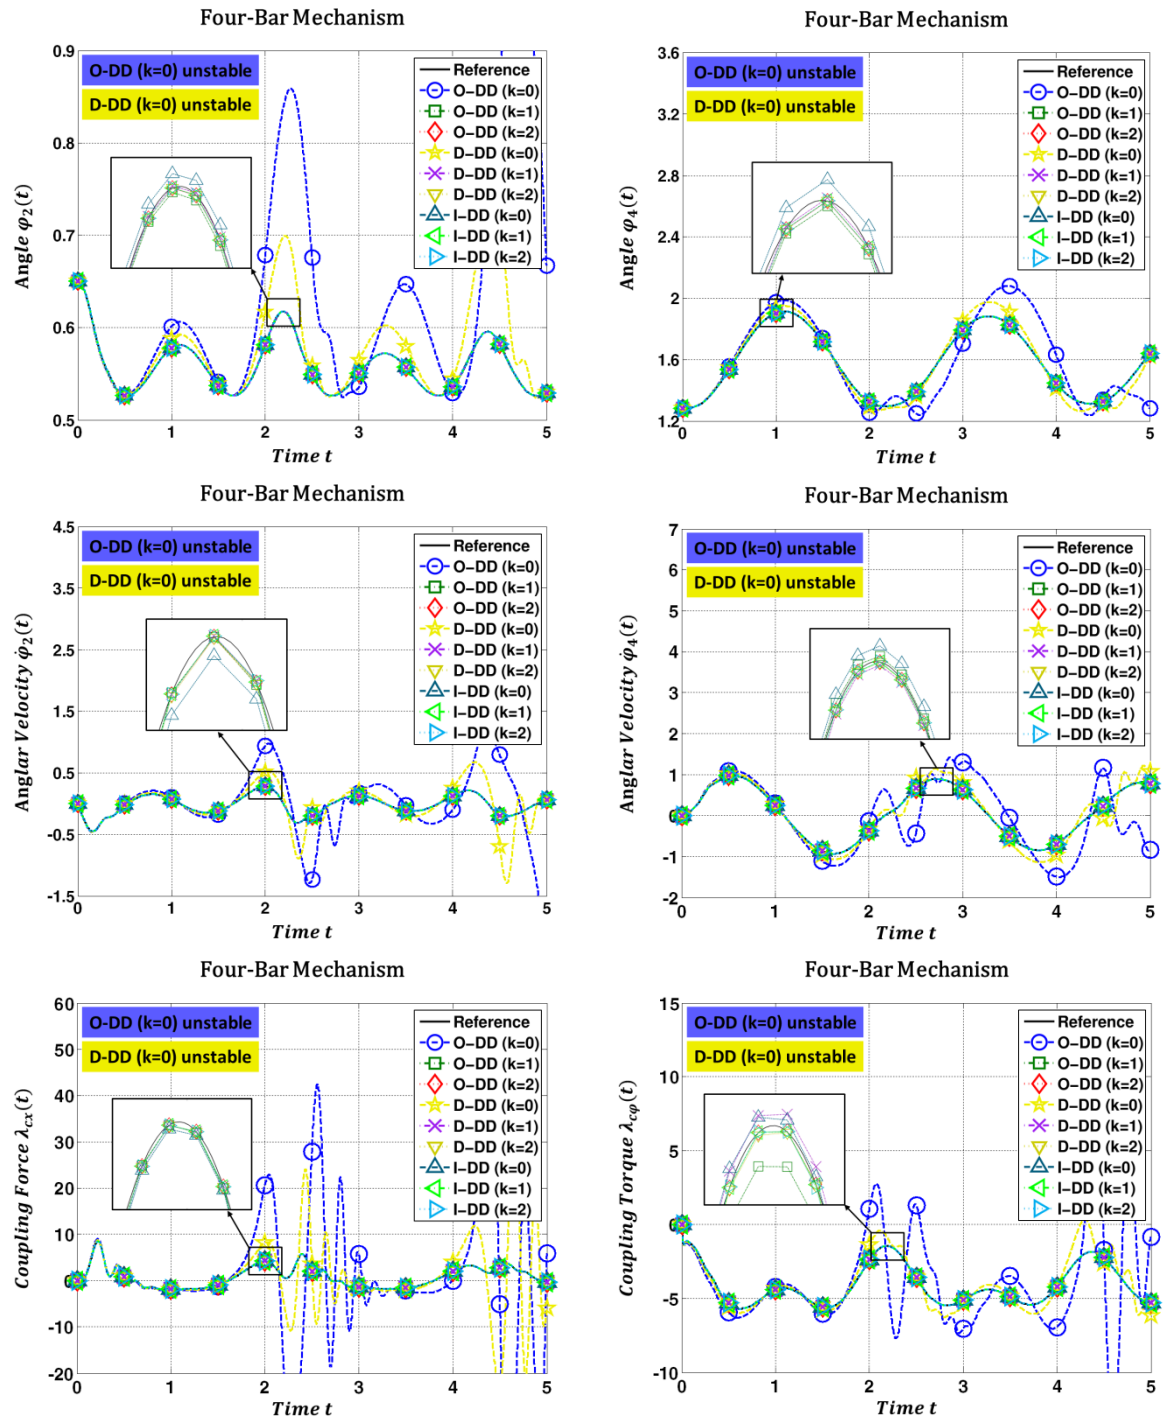 Four-Bar Mechanism
0.9
0.8
0.7
0.6
0.5
0 1 2 3 4 5
Angle φ2(t)
Time t
O-DD (k=0) unstable
D-DD (k=0) unstable
Reference
O–DD (k=0)
O–DD (k=1)
O–DD (k=2)
D–DD (k=0)
D–DD (k=1)
D–DD (k=2)
I–DD (k=0)
I–DD (k=1)
I–DD (k=2)
Four-Bar Mechanism
3.6
3.2
2.8
2.4
2
1.6
1.2
0 1 2 3 4 5
Angle φ4(t)
Time t
O-DD (k=0) unstable
D-DD (k=0) unstable
Reference
O–DD (k=0)
O–DD (k=1)
O–DD (k=2)
D–DD (k=0)
D–DD (k=1)
D–DD (k=2)
I–DD (k=0)
I–DD (k=1)
I–DD (k=2)
Four-Bar Mechanism
4.5
3.5
2.5
1.5
0.5
-0.5
-1.5
0 1 2 3 4 5
Anglar Velocity φ̇2(t)
Time t
O-DD (k=0) unstable
D-DD (k=0) unstable
Reference
O–DD (k=0)
O–DD (k=1)
O–DD (k=2)
D–DD (k=0)
D–DD (k=1)
D–DD (k=2)
I–DD (k=0)
I–DD (k=1)
I–DD (k=2)
Four-Bar Mechanism
7
6
5
4
3
2
1
0
-1
-2
0 1 2 3 4 5
Anglar Velocity φ̇4(t)
Time t
O-DD (k=0) unstable
D-DD (k=0) unstable
Reference
O–DD (k=0)
O–DD (k=1)
O–DD (k=2)
D–DD (k=0)
D–DD (k=1)
D–DD (k=2)
I–DD (k=0)
I–DD (k=1)
I–DD (k=2)
Four-Bar Mechanism
60
50
40
30
20
10
0
-10
-20
0 1 2 3 4 5
Coupling Force λcx(t)
Time t
O-DD (k=0) unstable
D-DD (k=0) unstable
Reference
O–DD (k=0)
O–DD (k=1)
O–DD (k=2)
D–DD (k=0)
D–DD (k=1)
D–DD (k=2)
I–DD (k=0)
I–DD (k=1)
I–DD (k=2)
Four-Bar Mechanism
15
10
5
0
-5
-10
0 1 2 3 4 5
Coupling Torque λcφ(t)
Time t
O-DD (k=0) unstable
D-DD (k=0) unstable
Reference
O–DD (k=0)
O–DD (k=1)
O–DD (k=2)
D–DD (k=0)
D–DD (k=1)
D–DD (k=2)
I–DD (k=0)
I–DD (k=1)
I–DD (k=2)